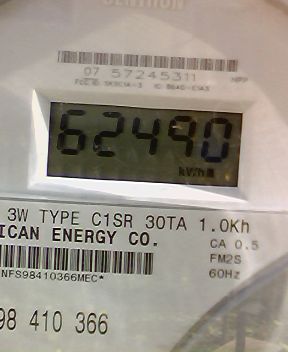 CENTRON
07 57245311
62490
kWh
3W TYPE C1SR 30TA 1.0Kh
ICAN ENERGY CO.
CA 0.5
FM2S
60Hz
NFS98410366MEC*
98 410 366